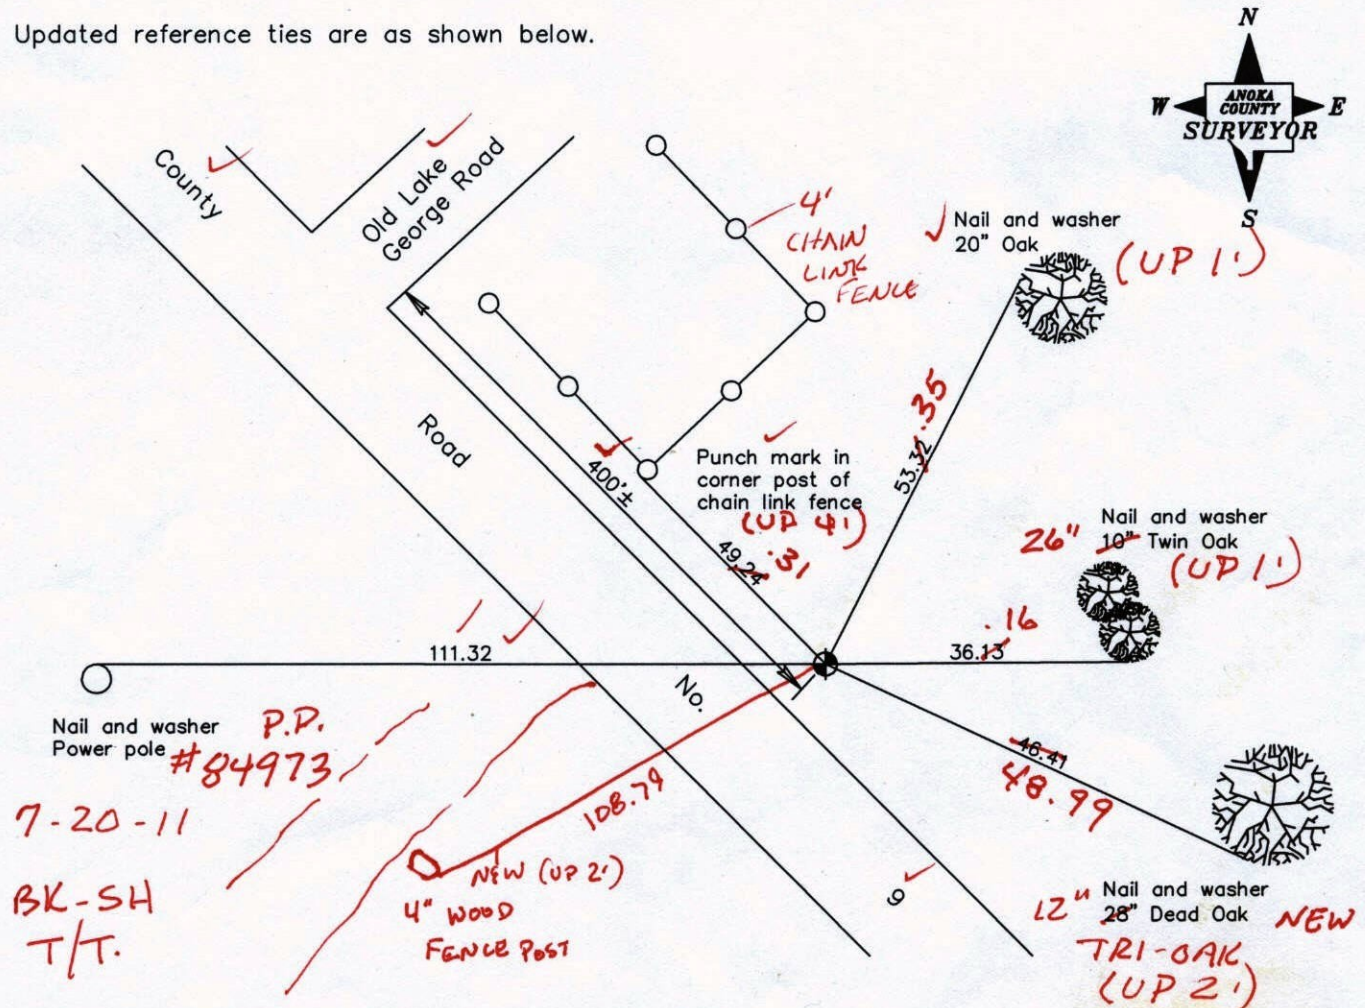 Updated reference ties are as shown below.
N
W
ANOKA
COUNTY
SURVEYOR
E
S
County
Old Lake
George Road
4'
CHAIN
LINK
FENCE
Nail and washer
20" Oak
(UP 1')
Road
400'±
Punch mark in
corner post of
chain link fence
(UP 4')
49.24
.31
53.32
.35
Nail and washer
26" 10" Twin Oak
(UP 1')
.16
36.13
111.32
No.
Nail and washer
Power pole
P.P.
#84973
46.41
48.99
108.79
7-20-11
BK-SH
T/T.
NEW (UP 2')
4" WOOD
FENCE POST
9
Nail and washer
12" 28" Dead Oak NEW
TRI-OAK
(UP 2')